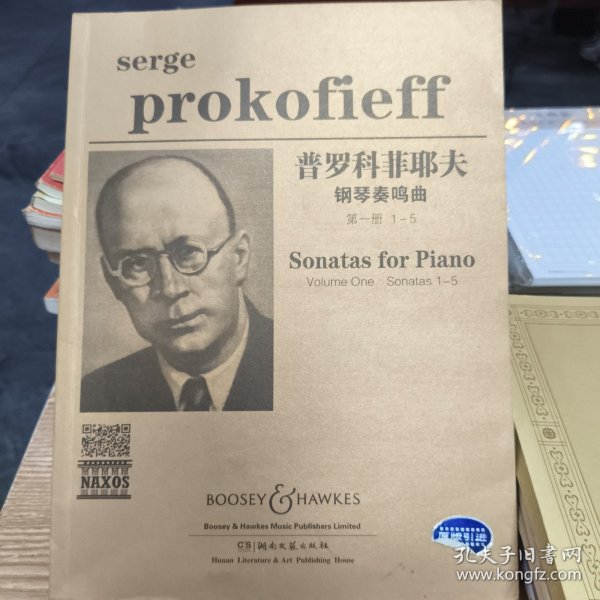 serge
prokofieff
普罗科菲耶夫
钢琴奏鸣曲
第一册 1-5
Sonatas for Piano
Volume One Sonatas 1-5
NAXOS
BOOSEY & HAWKES
Boosey & Hawkes Music Publishers Limited
湖南文艺出版社
Hunan Literature & Art Publishing House
原版引进
孔夫子旧书网
www.kongfz.com